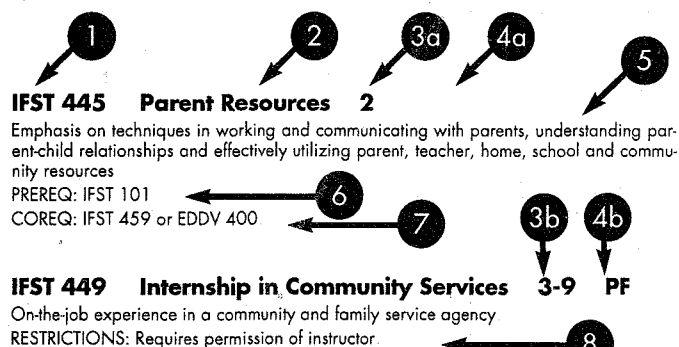 1 2 3a 4a
5
IFST 445 Parent Resources 2
Emphasis on techniques in working and communicating with parents, understanding par-
ent-child relationships and effectively utilizing parent, teacher, home, school and commu-
nity resources
PREREQ: IFST 101
6
COREQ: IFST 459 or EDDV 400
7
3b 4b
IFST 449 Internship in Community Services 3-9 PF
On-the-job experience in a community and family service agency
RESTRICTIONS: Requires permission of instructor
8